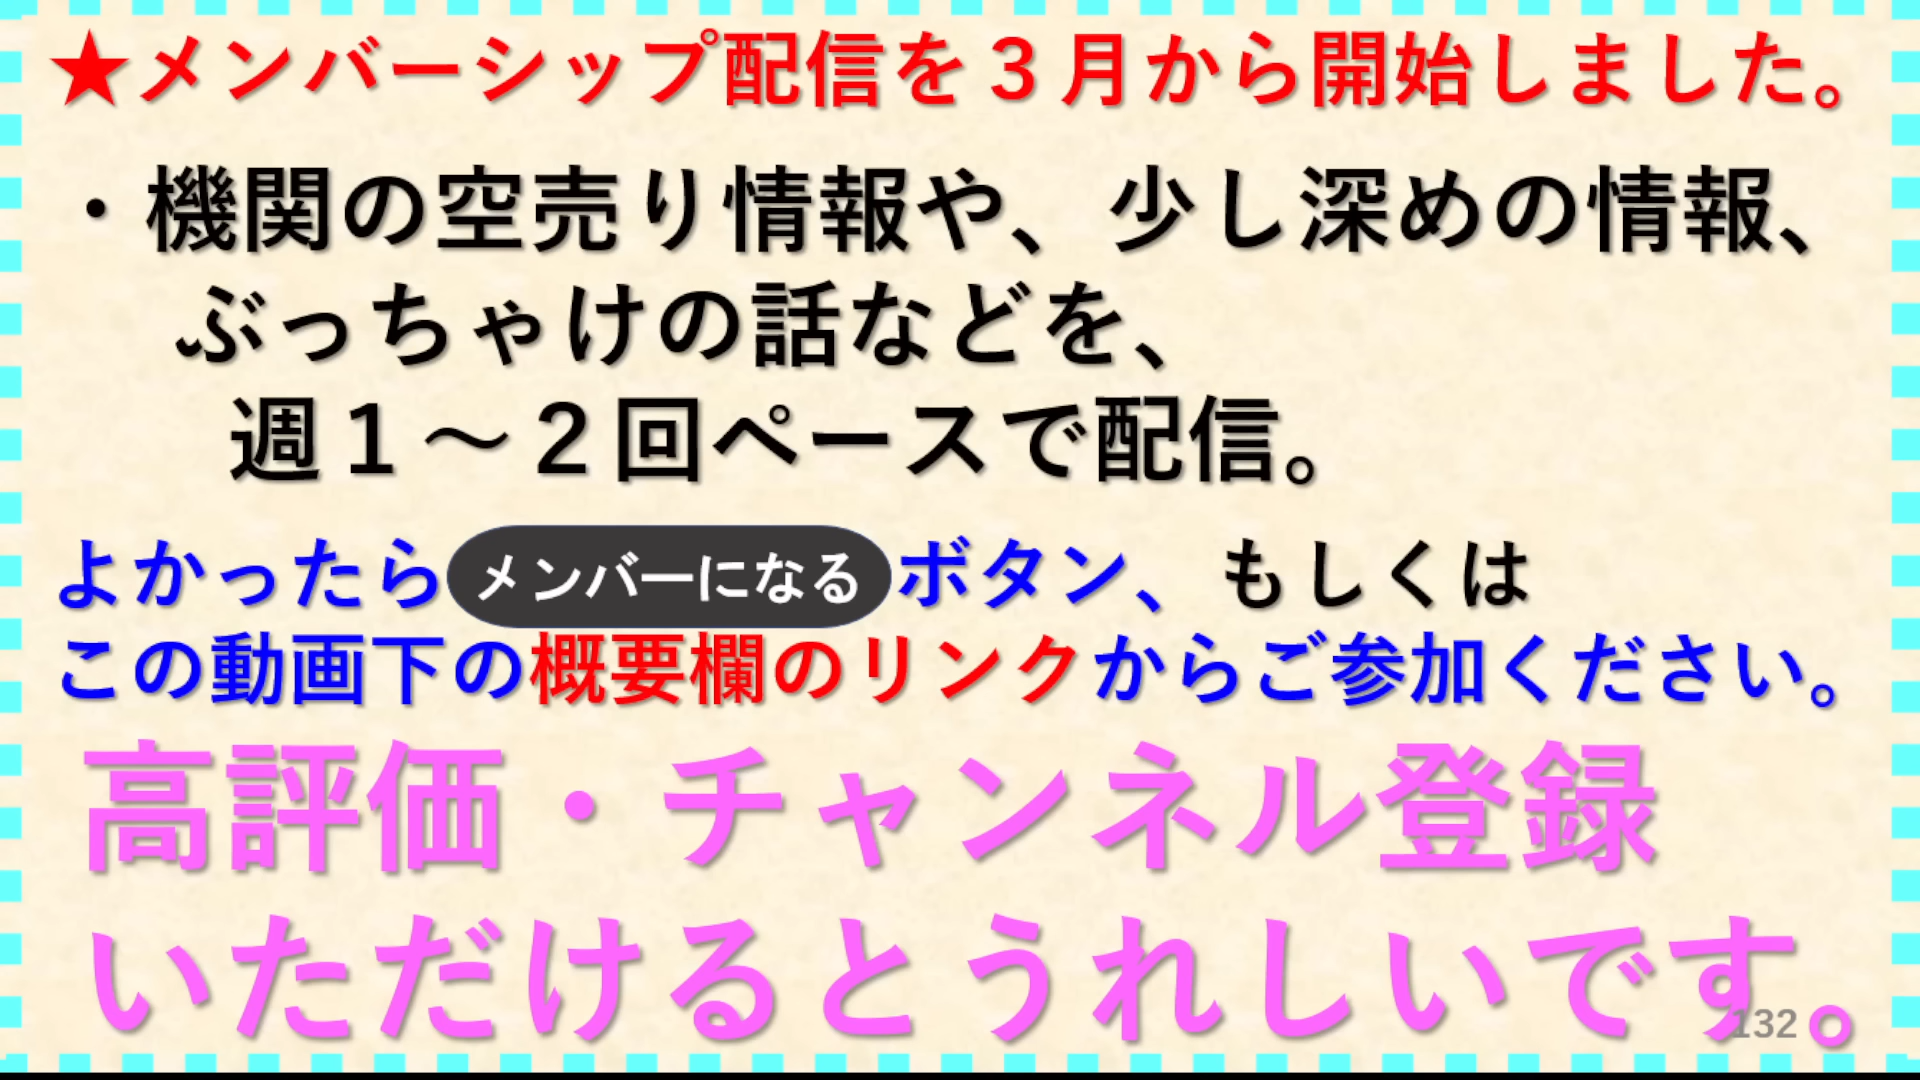 ★メンバーシップ配信を３月から開始しました。
・機関の空売り情報や、少し深めの情報、
ぶっちゃけの話などを、
週１～２回ペースで配信。
よかったらメンバーになるボタン、もしくは
この動画下の概要欄のリンクからご参加ください。
高評価・チャンネル登録
いただけるとうれしいです。
132